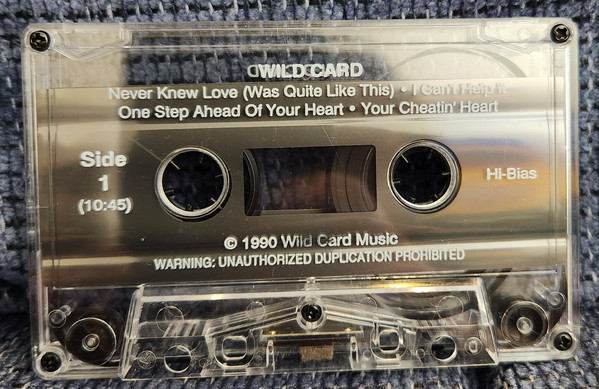 WILD CARD
Never Knew Love (Was Quite Like This) • I Can't Help It
One Step Ahead Of Your Heart • Your Cheatin' Heart
Side
1
(10:45)
Hi-Bias
© 1990 Wild Card Music
WARNING: UNAUTHORIZED DUPLICATION PROHIBITED